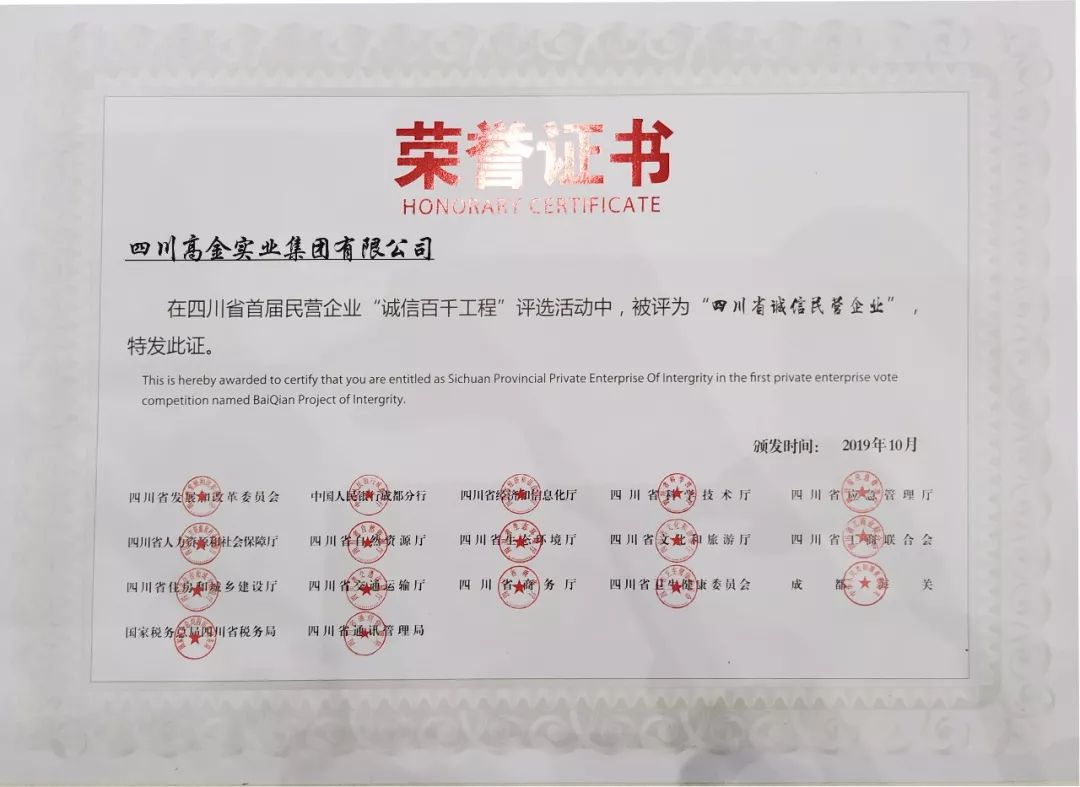 荣誉证书
HONORARY CERTIFICATE
四川高金实业集团有限公司
在四川省首届民营企业“诚信百千工程”评选活动中，被评为“四川省诚信民营企业”，
特发此证。
This is hereby awarded to certify that you are entitled as Sichuan Provincial Private Enterprise Of Intergrity in the first private enterprise vote
competition named BaiQian Project of Intergrity.
颁发时间： 2019年10月
四川省发展和改革委员会 中国人民银行成都分行 四川省经济和信息化厅 四川省科学技术厅 四川省应急管理厅
四川省人力资源和社会保障厅 四川省自然资源厅 四川省生态环境厅 四川省文化和旅游厅 四川省工商联合会
四川省住房和城乡建设厅 四川省交通运输厅 四川省商务厅 四川省卫生健康委员会 成都海关
国家税务总局四川省税务局 四川省通讯管理局